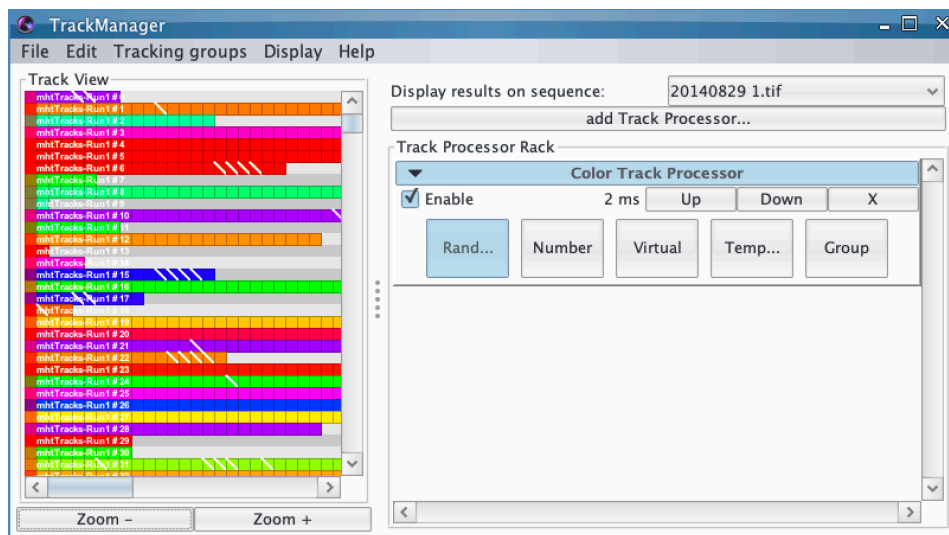 TrackManager
File Edit Tracking groups Display Help
Track View
mhtTracks-Run1 # 1
mhtTracks-Run1 # 2
mhtTracks-Run1 # 3
mhtTracks-Run1 # 4
mhtTracks-Run1 # 5
mhtTracks-Run1 # 6
mhtTracks-Run1 # 7
mhtTracks-Run1 # 8
mhtTracks-Run1 # 9
mhtTracks-Run1 # 10
mhtTracks-Run1 # 11
mhtTracks-Run1 # 12
mhtTracks-Run1 # 13
mhtTracks-Run1 # 14
mhtTracks-Run1 # 15
mhtTracks-Run1 # 16
mhtTracks-Run1 # 17
mhtTracks-Run1 # 18
mhtTracks-Run1 # 19
mhtTracks-Run1 # 20
mhtTracks-Run1 # 21
mhtTracks-Run1 # 22
mhtTracks-Run1 # 23
mhtTracks-Run1 # 24
mhtTracks-Run1 # 25
mhtTracks-Run1 # 26
mhtTracks-Run1 # 27
mhtTracks-Run1 # 28
mhtTracks-Run1 # 29
mhtTracks-Run1 # 30
mhtTracks-Run1 # 31
Zoom - Zoom +
Display results on sequence: 20140829 1.tif
add Track Processor...
Track Processor Rack
Color Track Processor
Enable 2 ms Up Down X
Rand... Number Virtual Temp... Group